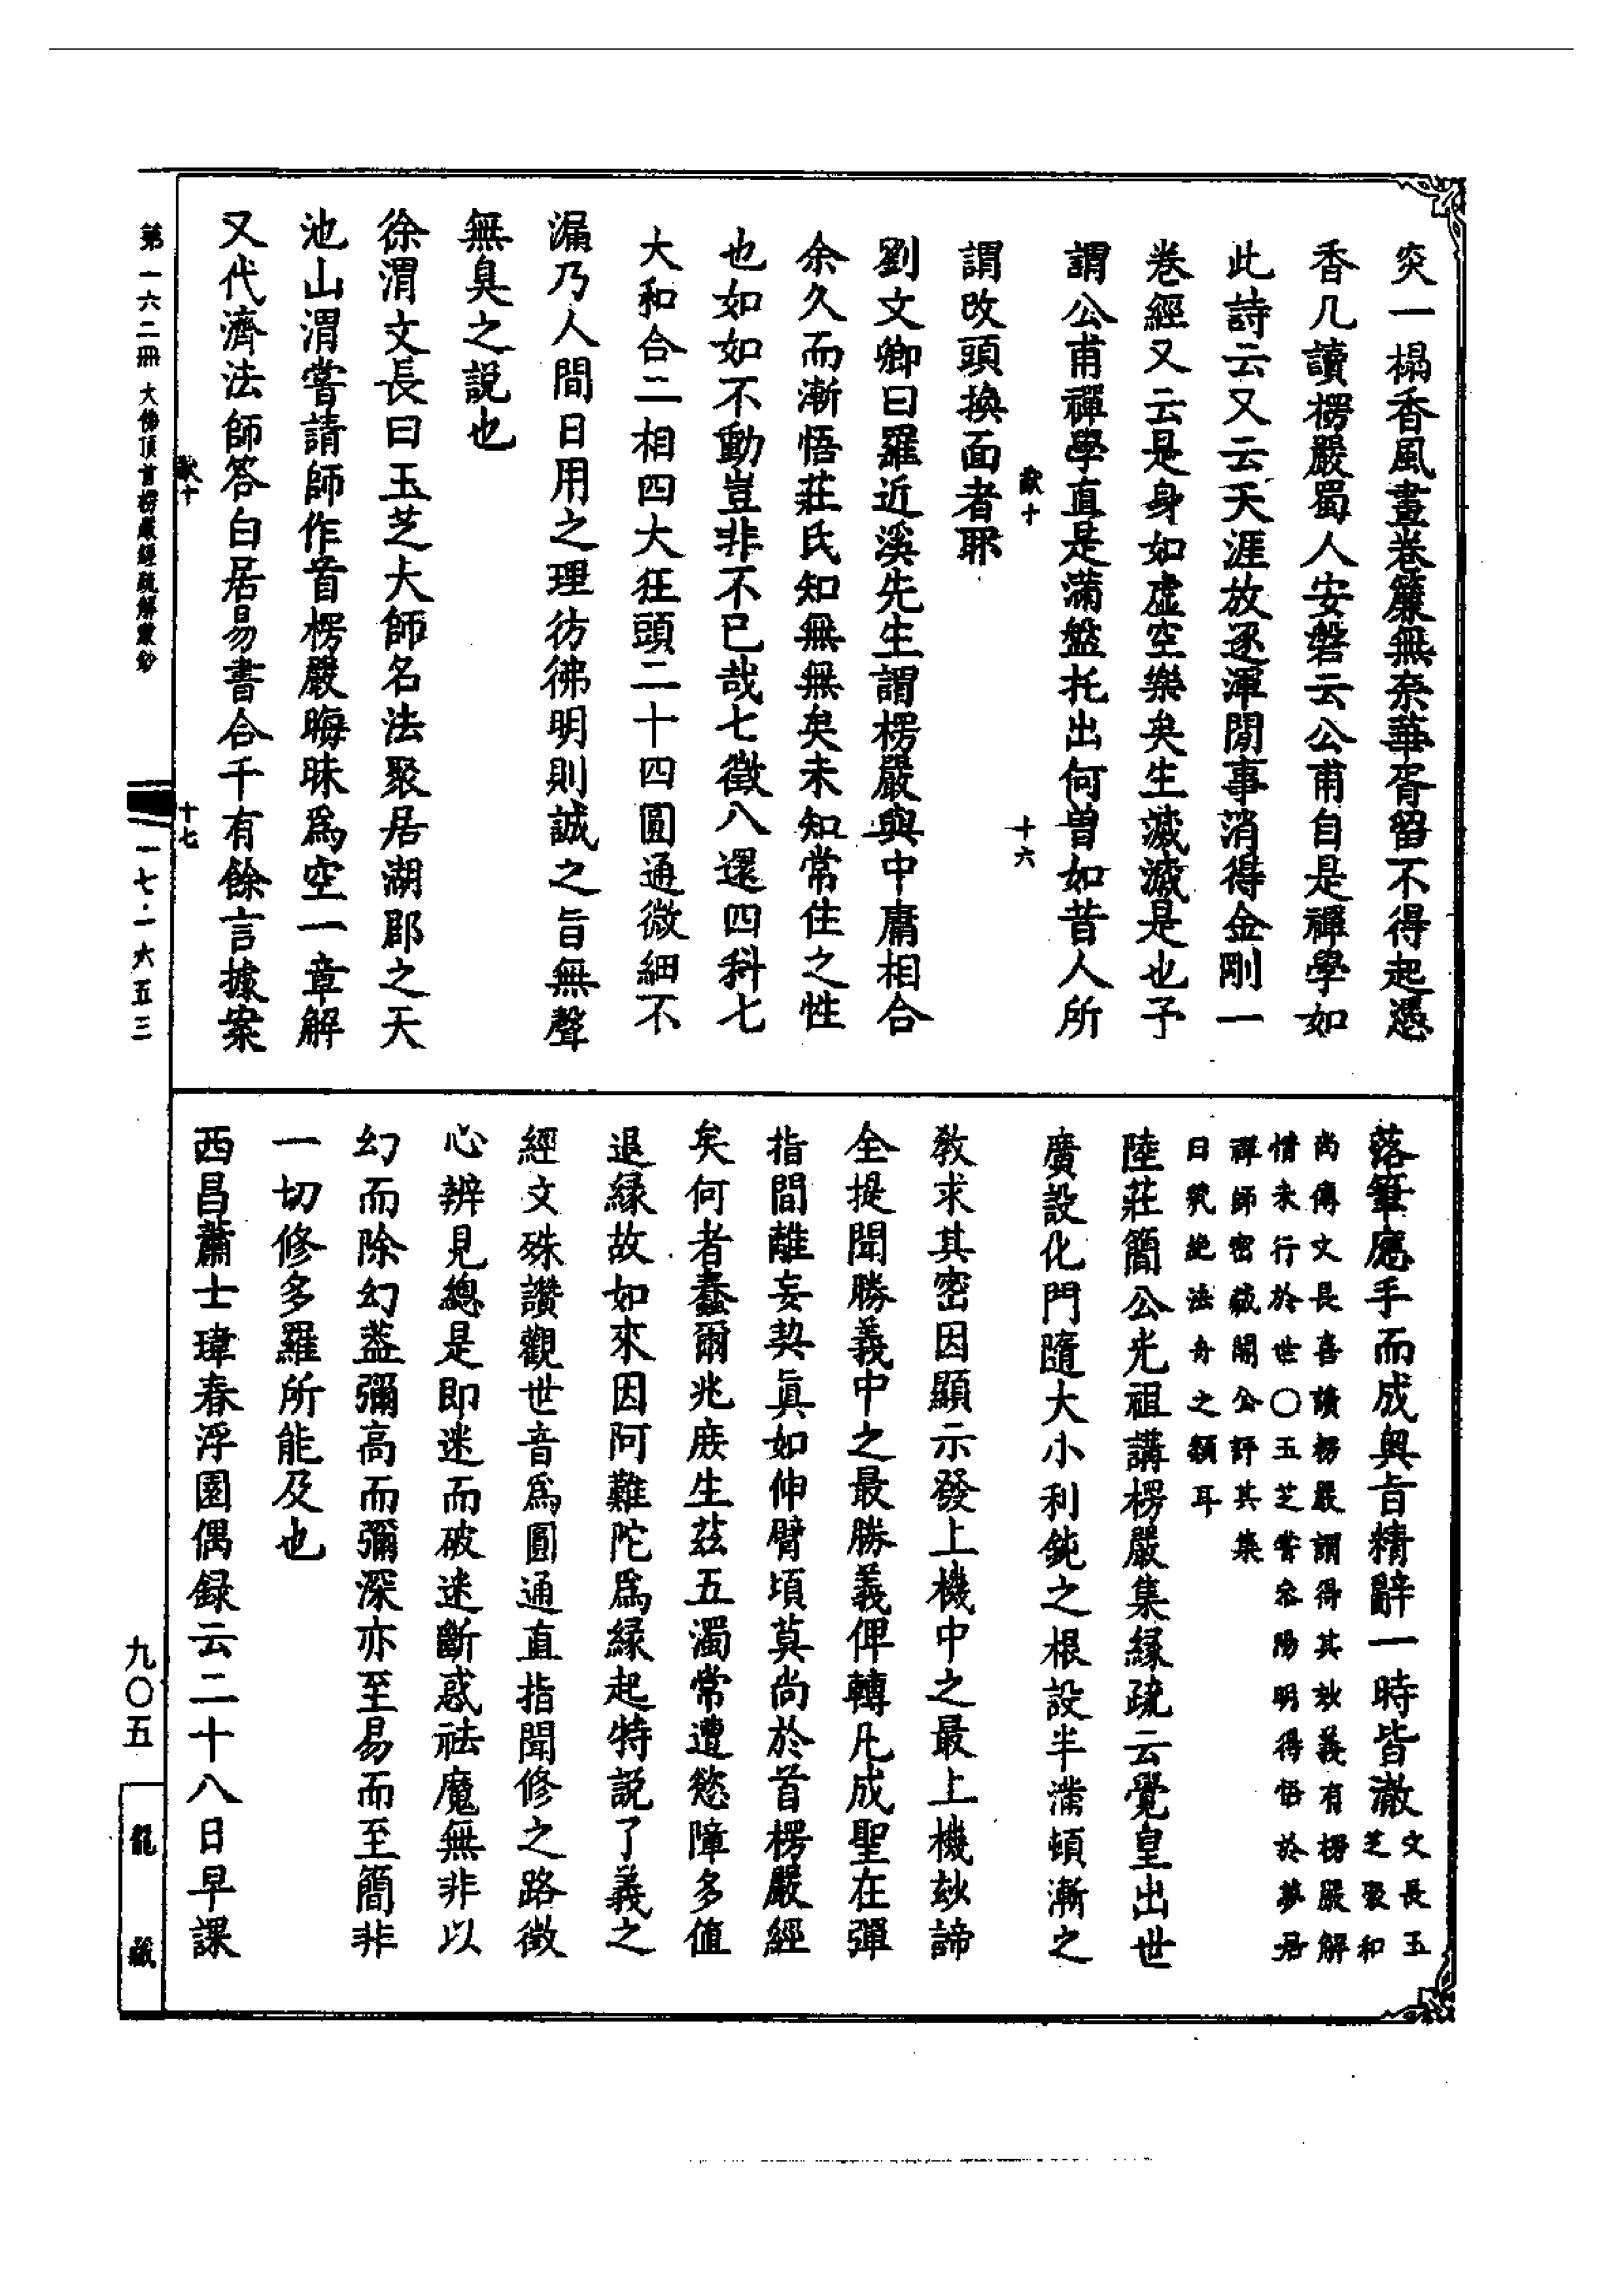 突一榻香風晝卷簾無奈華胥留不得起憑
香几讀楞嚴蜀人安磐云公甫自是禪學如
此詩云又云天涯放逐渾閒事消得金剛一
卷經又云是身如虛空樂矣生滅滅是也予
謂公甫禪學直是滿盤托出何曾如昔人所
謂改頭換面者耶
劉文卿曰羅近溪先生謂楞嚴與中庸相合
余久而漸悟莊氏知無無矣未知常住之性
也如如不動豈非不已哉七徵八還四科七
大和合二相四大狂頭二十四圓通微細不
漏乃人間日用之理彷彿明則誠之旨無聲
無臭之說也
徐渭文長曰玉芝大師名法聚居湖郡之天
池山渭嘗請師作首楞嚴晦昧爲空一章解
又代濟法師答白居易書合千有餘言據案
落筆應手而成奧旨精辭一時皆澈文長玉芝聚和
尚傳文長喜讀楞嚴謂得其玅義有楞嚴解
情未行於世〇玉芝嘗叅陽明得悟於夢居
禪師密藏開公評其集
曰氣絶法舟之類耳
陸莊簡公光祖講楞嚴集緣疏云覺皇出世
廣設化門隨大小利鈍之根設半滿頓漸之
教求其密因顯示發上機中之最上機玅諦
全提聞勝義中之最勝義俾轉凡成聖在彈
指間離妄契眞如伸臂頃莫尚於首楞嚴經
矣何者蠢爾兆庶生茲五濁常遭慾障多值
退緣故如來因阿難陀爲緣起特説了義之
經文殊讚觀世音爲圓通直指聞修之路徵
心辨見總是卽迷而破迷斷惑祛魔無非以
幻而除幻葢彌高而彌深亦至易而至簡非
一切修多羅所能及也
西昌蕭士瑋春浮園偶録云二十八日早課
歐十
十六
歐十
十七
第一六二冊 大佛頂首楞嚴經疏解蒙鈔
一七·一六五三
九〇五
龍藏